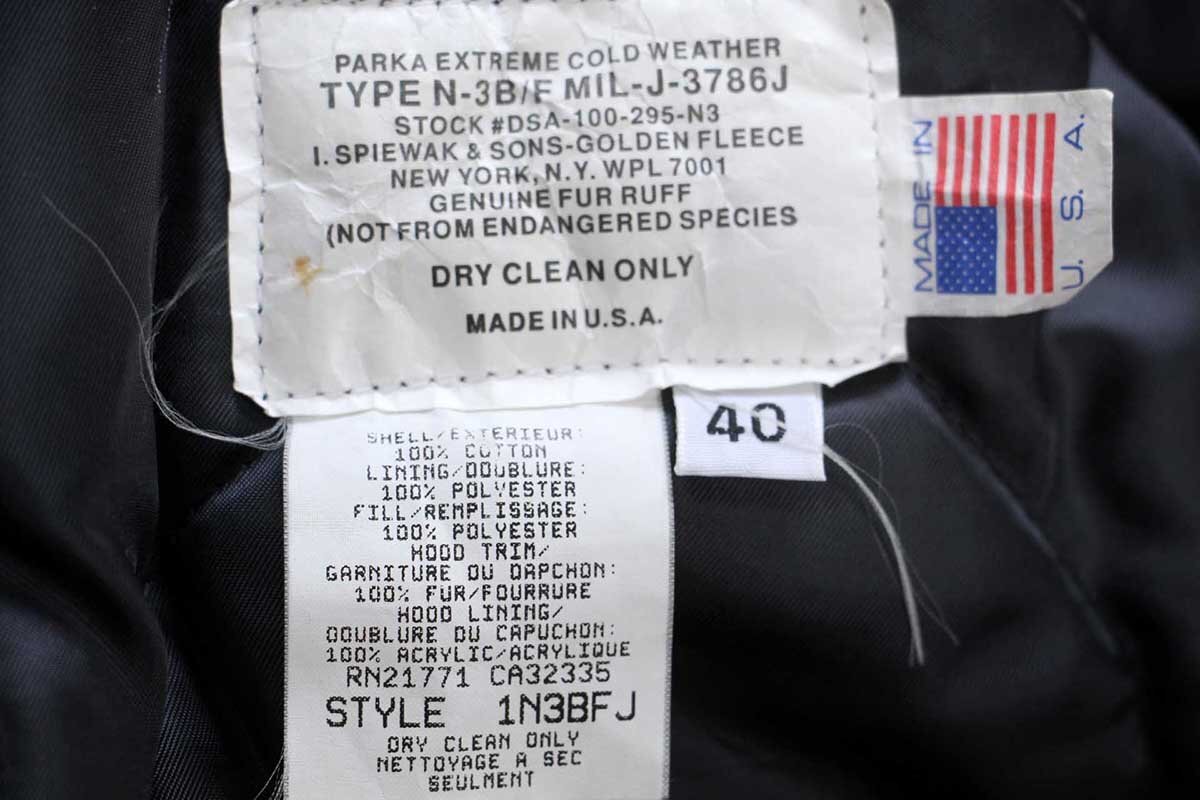 PARKA EXTREME COLD WEATHER
TYPE N-3B/F MIL-J-3786J
STOCK #DSA-100-295-N3
I. SPIEWAK & SONS-GOLDEN FLEECE
NEW YORK, N.Y. WPL 7001
GENUINE FUR RUFF
(NOT FROM ENDANGERED SPECIES
DRY CLEAN ONLY
MADE IN U.S.A.
MADE IN
U. S. A.
40
SHELL/EXTERIEUR:
100% COTTON
LINING/DOUBLURE:
100% POLYESTER
FILL/REMPLISSAGE:
100% POLYESTER
HOOD TRIM/
GARNITURE DU DAPCHON:
100% FUR/FOURRURE
HOOD LINING/
DOUBLURE DU CAPUCHON:
100% ACRYLIC/ACRYLIQUE
RN21771 CA32335
STYLE 1N3BFJ
DRY CLEAN ONLY
NETTOYAGE A SEC
SEULMENT